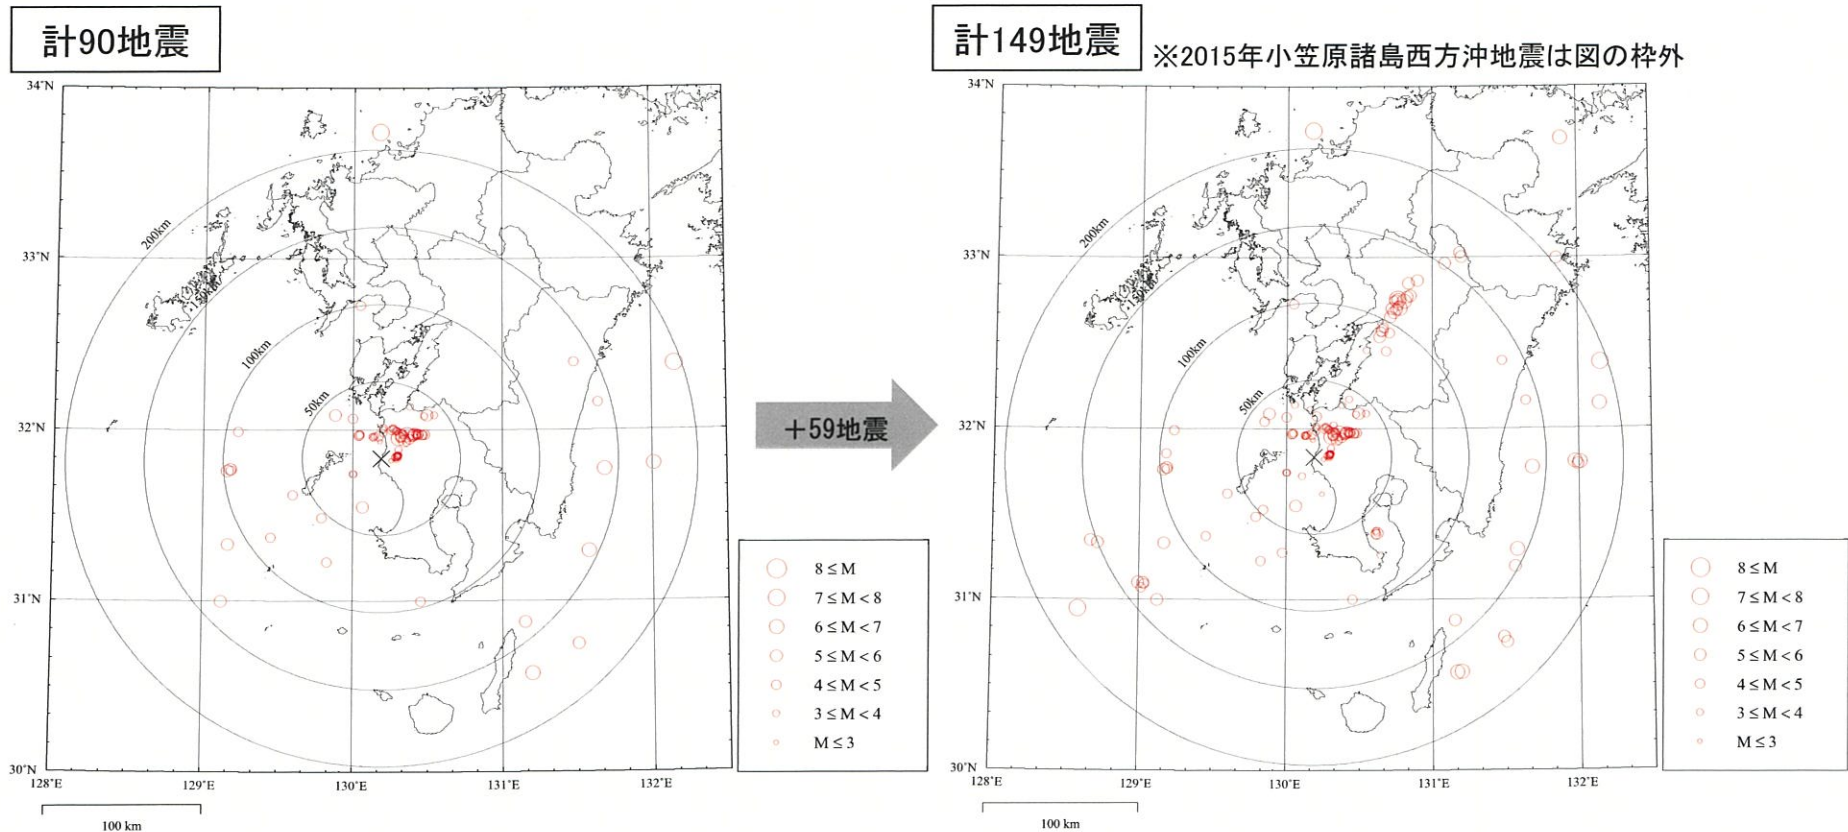 計90地震
34˚N
33˚N
32˚N
31˚N
30˚N
128˚E
129˚E
130˚E
131˚E
132˚E
200km
150km
100km
50km
8 ≤ M
7 ≤ M < 8
6 ≤ M < 7
5 ≤ M < 6
4 ≤ M < 5
3 ≤ M < 4
M ≤ 3
100 km
+59地震
計149地震
※2015年小笠原諸島西方沖地震は図の枠外
34˚N
33˚N
32˚N
31˚N
30˚N
128˚E
129˚E
130˚E
131˚E
132˚E
200km
150km
100km
50km
8 ≤ M
7 ≤ M < 8
6 ≤ M < 7
5 ≤ M < 6
4 ≤ M < 5
3 ≤ M < 4
M ≤ 3
100 km